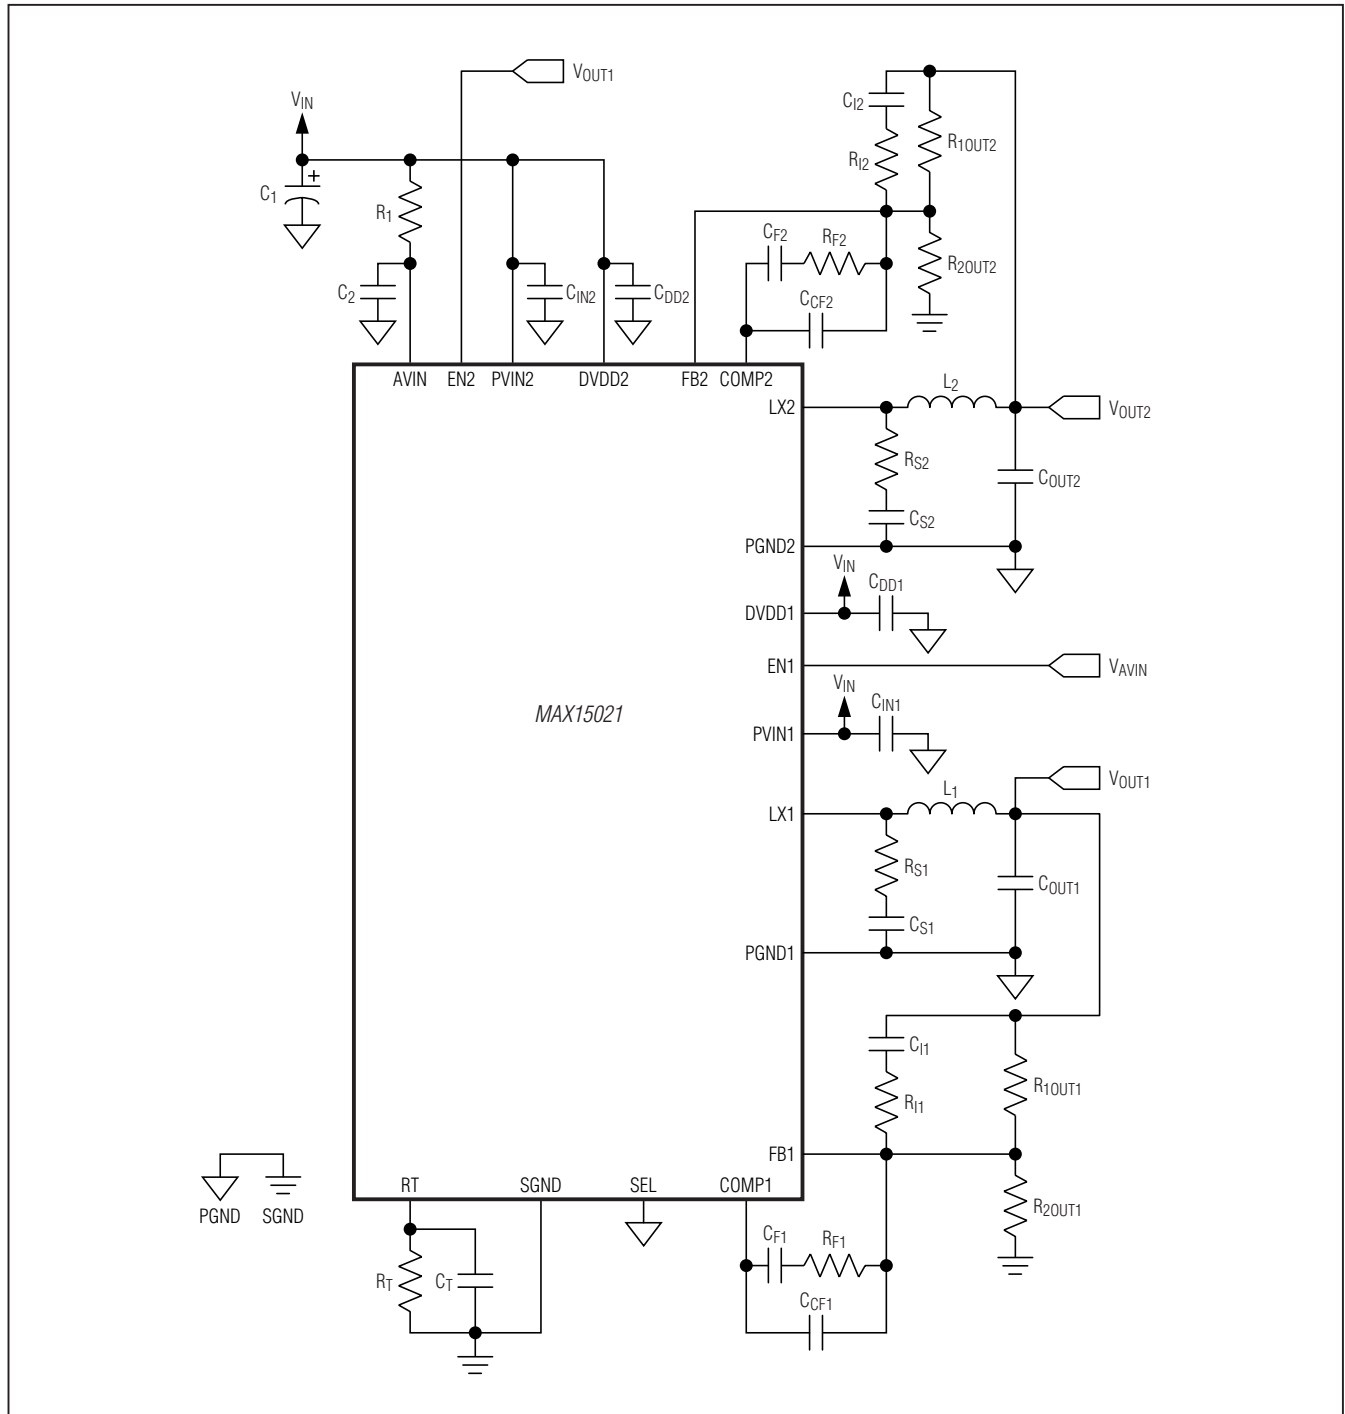 VOUT1
VIN
C1
R1
C2
CIN2
CDD2
CI2
RI2
R1OUT2
CF2
RF2
R2OUT2
CCF2
AVIN
EN2
PVIN2
DVDD2
FB2
COMP2
LX2
L2
VOUT2
RS2
COUT2
CS2
PGND2
VIN
CDD1
DVDD1
EN1
VAVIN
VIN
CIN1
MAX15021
PVIN1
VOUT1
L1
LX1
RS1
COUT1
CS1
PGND1
CI1
RI1
R1OUT1
FB1
RT
SGND
SEL
COMP1
R2OUT1
PGND
SGND
RT
CT
CF1
RF1
CCF1